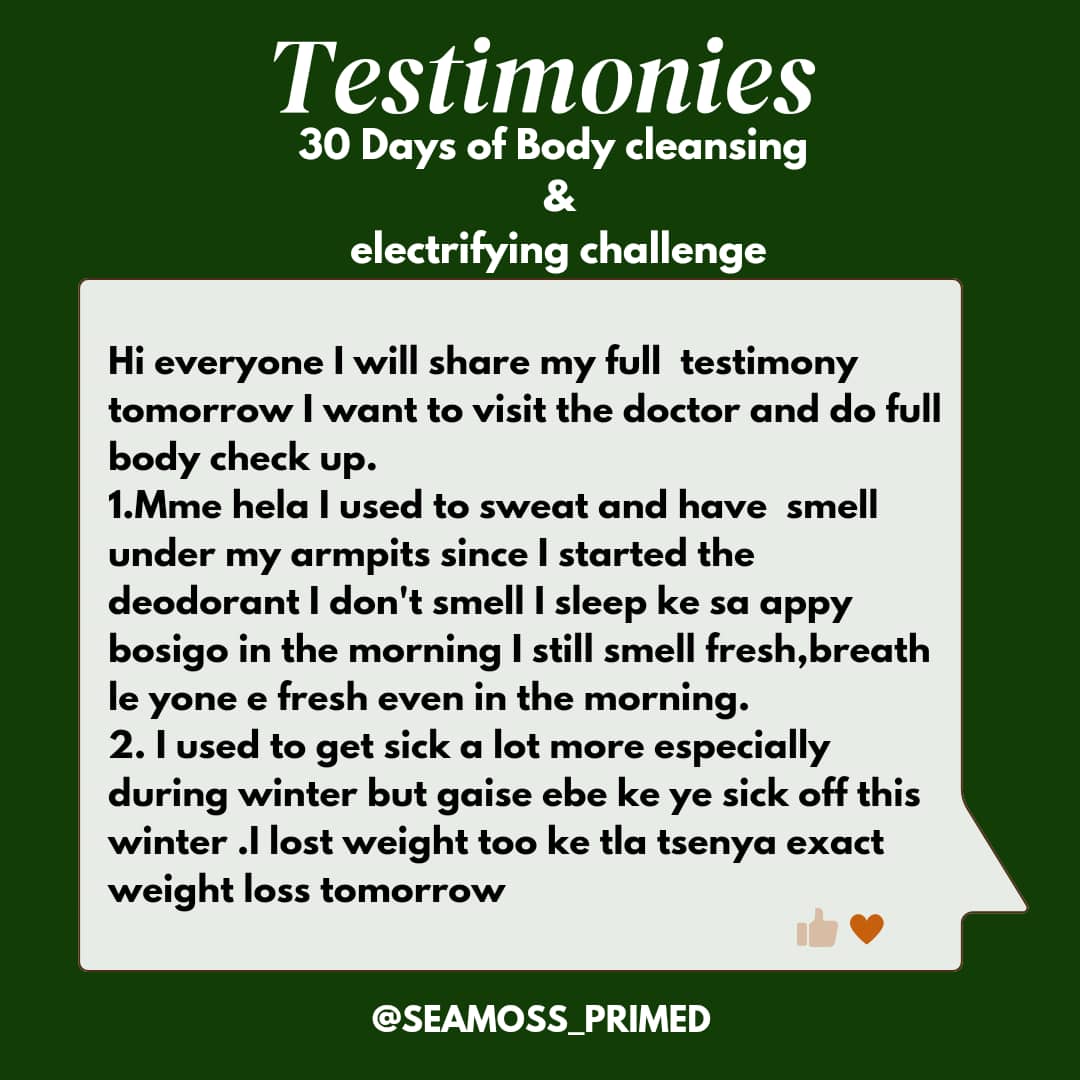 Testimonies
30 Days of Body cleansing
&
electrifying challenge
Hi everyone I will share my full  testimony
tomorrow I want to visit the doctor and do full
body check up.
1.Mme hela I used to sweat and have  smell
under my armpits since I started the
deodorant I don't smell I sleep ke sa appy
bosigo in the morning I still smell fresh,breath
le yone e fresh even in the morning.
2. I used to get sick a lot more especially
during winter but gaise ebe ke ye sick off this
winter .I lost weight too ke tla tsenya exact
weight loss tomorrow
@SEAMOSS_PRIMED